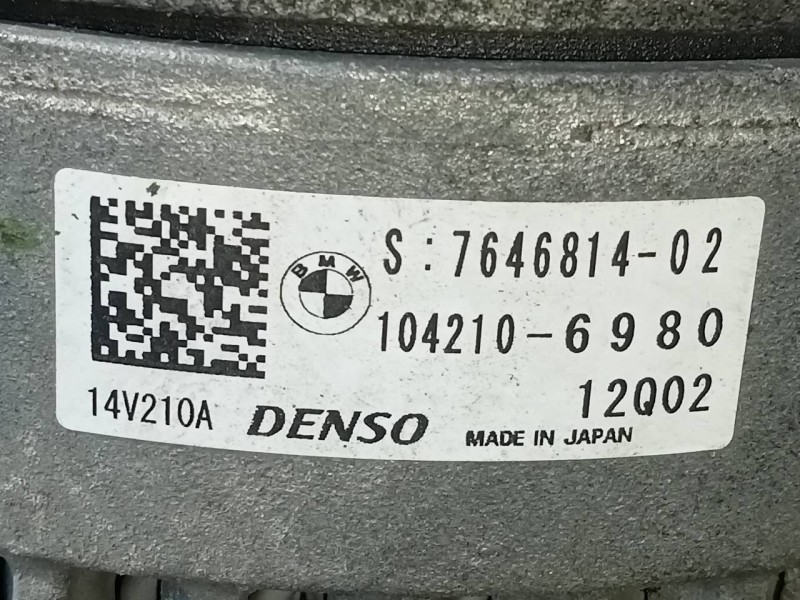 BMW
S:7646814-02
104210-6980
12Q02
14V210A DENSO MADE IN JAPAN